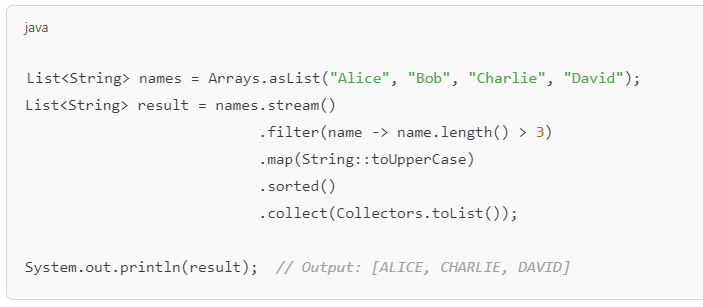 java
List<String> names = Arrays.asList("Alice", "Bob", "Charlie", "David");
List<String> result = names.stream()
                           .filter(name -> name.length() > 3)
                           .map(String::toUpperCase)
                           .sorted()
                           .collect(Collectors.toList());
System.out.println(result);  // Output: [ALICE, CHARLIE, DAVID]